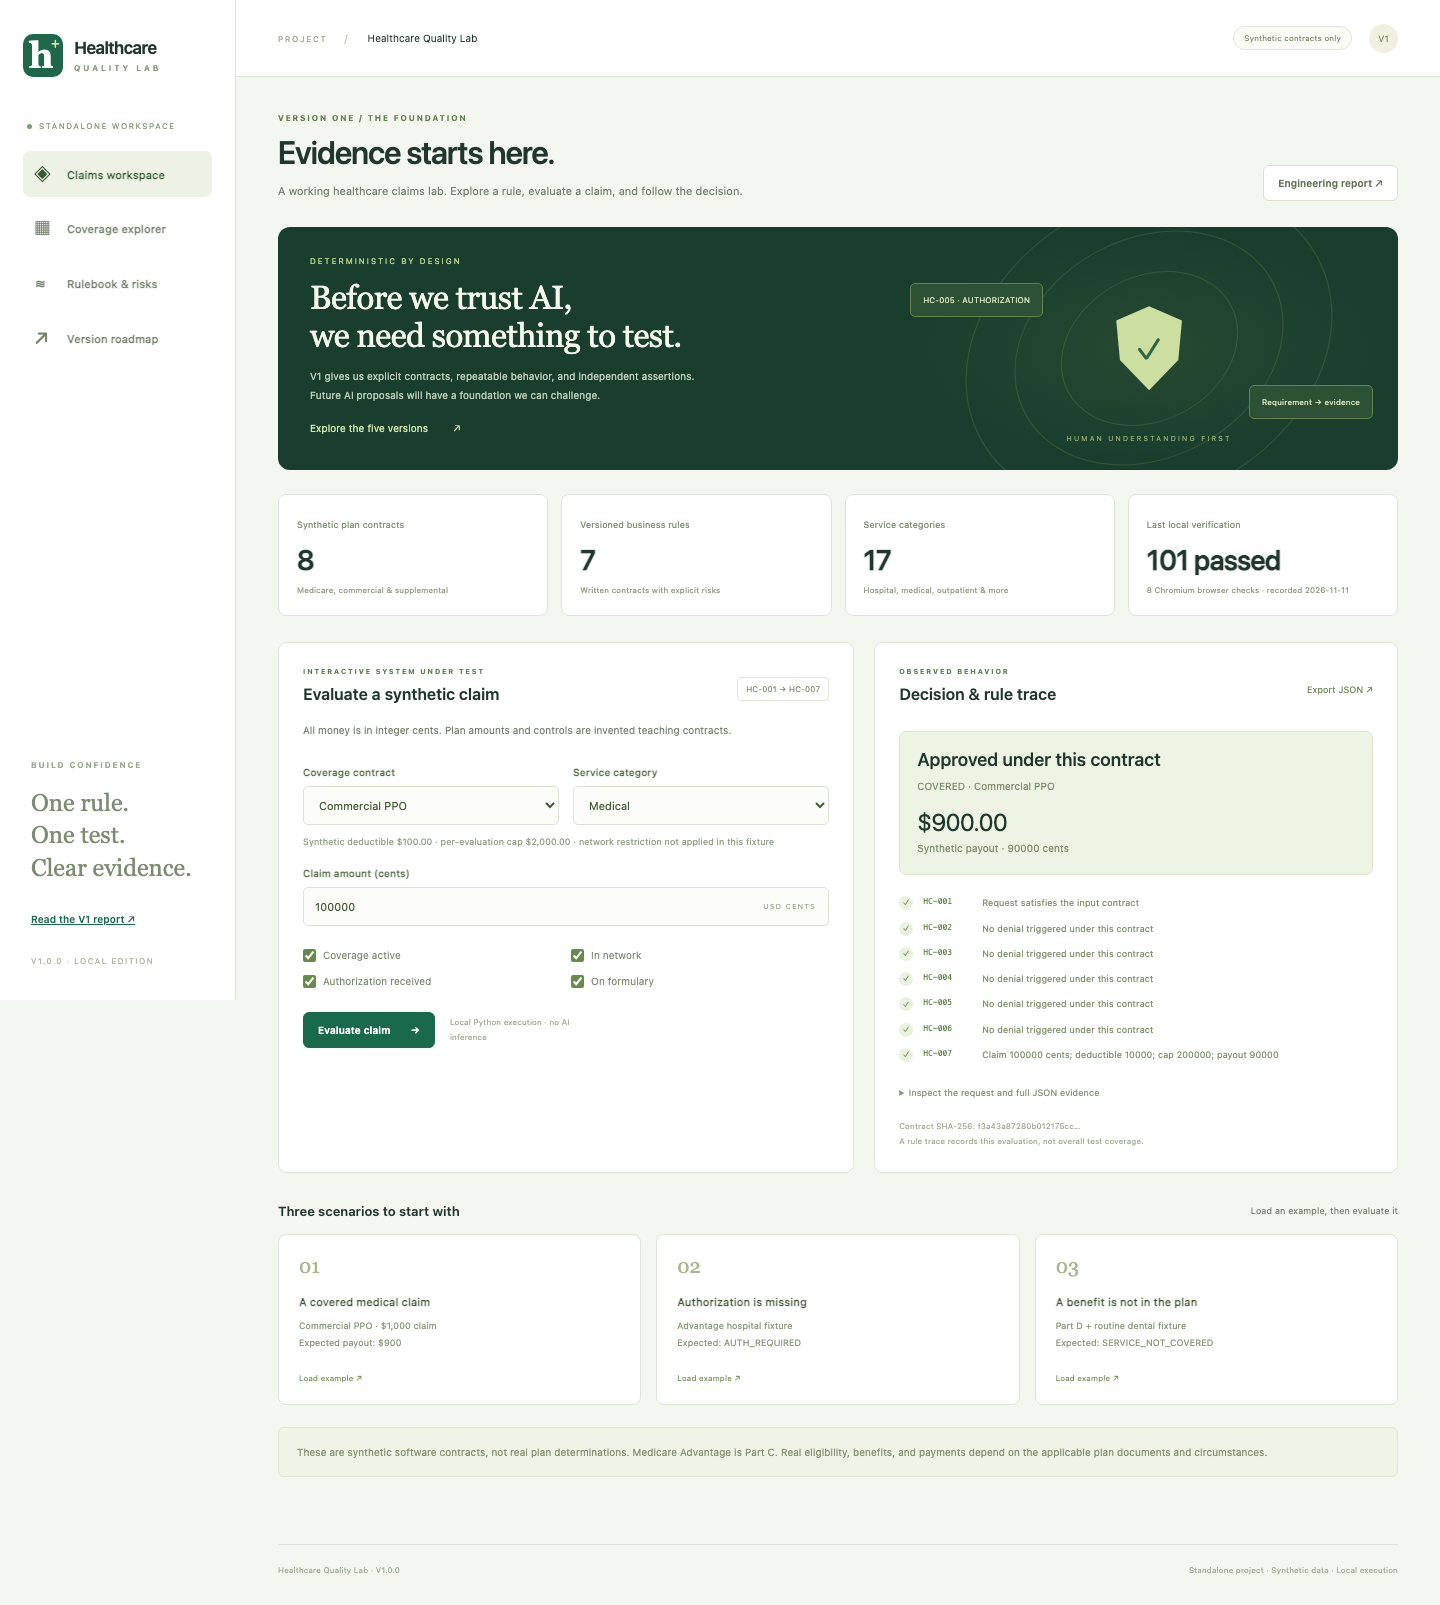 h+
Healthcare
QUALITY LAB
STANDALONE WORKSPACE
Claims workspace
Coverage explorer
Rulebook & risks
Version roadmap
BUILD CONFIDENCE
One rule.
One test.
Clear evidence.
Read the V1 report ↗
V1.0.0 · LOCAL EDITION
PROJECT / Healthcare Quality Lab
Synthetic contracts only
V1
VERSION ONE / THE FOUNDATION
Evidence starts here.
A working healthcare claims lab. Explore a rule, evaluate a claim, and follow the decision.
Engineering report ↗
DETERMINISTIC BY DESIGN
Before we trust AI,
we need something to test.
V1 gives us explicit contracts, repeatable behavior, and independent assertions.
Future AI proposals will have a foundation we can challenge.
Explore the five versions ↗
HC-005 · AUTHORIZATION
Requirement → evidence
HUMAN UNDERSTANDING FIRST
Synthetic plan contracts
8
Medicare, commercial & supplemental
Versioned business rules
7
Written contracts with explicit risks
Service categories
17
Hospital, medical, outpatient & more
Last local verification
101 passed
8 Chromium browser checks · recorded 2026-11-11
INTERACTIVE SYSTEM UNDER TEST
Evaluate a synthetic claim
HC-001 → HC-007
All money is in integer cents. Plan amounts and controls are invented teaching contracts.
Coverage contract
Commercial PPO
Service category
Medical
Synthetic deductible $100.00 · per-evaluation cap $2,000.00 · network restriction not applied in this fixture
Claim amount (cents)
100000
USD CENTS
Coverage active
In network
Authorization received
On formulary
Evaluate claim →
Local Python execution · no AI
inference
OBSERVED BEHAVIOR
Decision & rule trace
Export JSON ↗
Approved under this contract
COVERED · Commercial PPO
$900.00
Synthetic payout · 90000 cents
HC-001 Request satisfies the input contract
HC-002 No denial triggered under this contract
HC-003 No denial triggered under this contract
HC-004 No denial triggered under this contract
HC-005 No denial triggered under this contract
HC-006 No denial triggered under this contract
HC-007 Claim 100000 cents; deductible 10000; cap 200000; payout 90000
Inspect the request and full JSON evidence
Contract SHA-256: f3a43a87280b012175cc…
A rule trace records this evaluation, not overall test coverage.
Three scenarios to start with
Load an example, then evaluate it
01
A covered medical claim
Commercial PPO · $1,000 claim
Expected payout: $900
Load example ↗
02
Authorization is missing
Advantage hospital fixture
Expected: AUTH_REQUIRED
Load example ↗
03
A benefit is not in the plan
Part D + routine dental fixture
Expected: SERVICE_NOT_COVERED
Load example ↗
These are synthetic software contracts, not real plan determinations. Medicare Advantage is Part C. Real eligibility, benefits, and payments depend on the applicable plan documents and circumstances.
Healthcare Quality Lab · V1.0.0
Standalone project · Synthetic data · Local execution